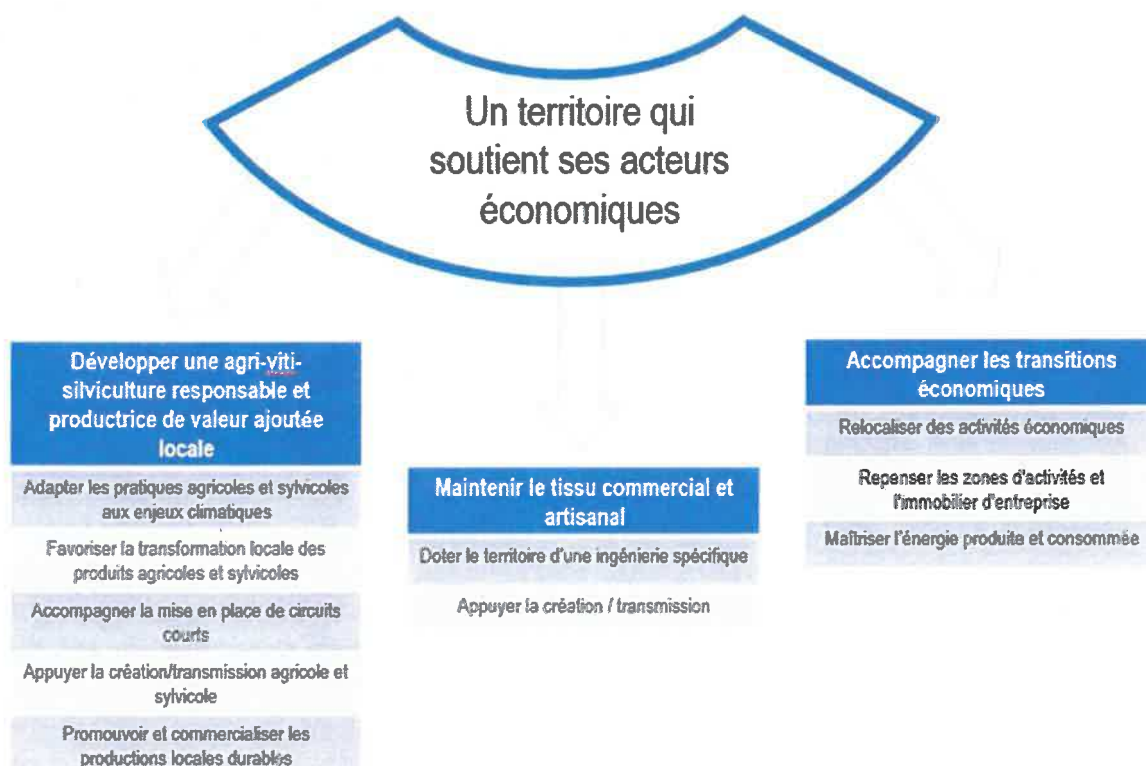 Un territoire qui
soutient ses acteurs
économiques
Développer une agri-viti-
silviculture responsable et
productrice de valeur ajoutée
locale
Adapter les pratiques agricoles et sylvicoles
aux enjeux climatiques
Favoriser la transformation locale des
produits agricoles et sylvicoles
Accompagner la mise en place de circuits
courts
Appuyer la création/transmission agricole et
sylvicole
Promouvoir et commercialiser les
productions locales durables
Maintenir le tissu commercial et
artisanal
Doter le territoire d'une ingénierie spécifique
Appuyer la création / transmission
Accompagner les transitions
économiques
Relocaliser des activités économiques
Repenser les zones d'activités et
l'immobilier d'entreprise
Maîtriser l'énergie produite et consommée